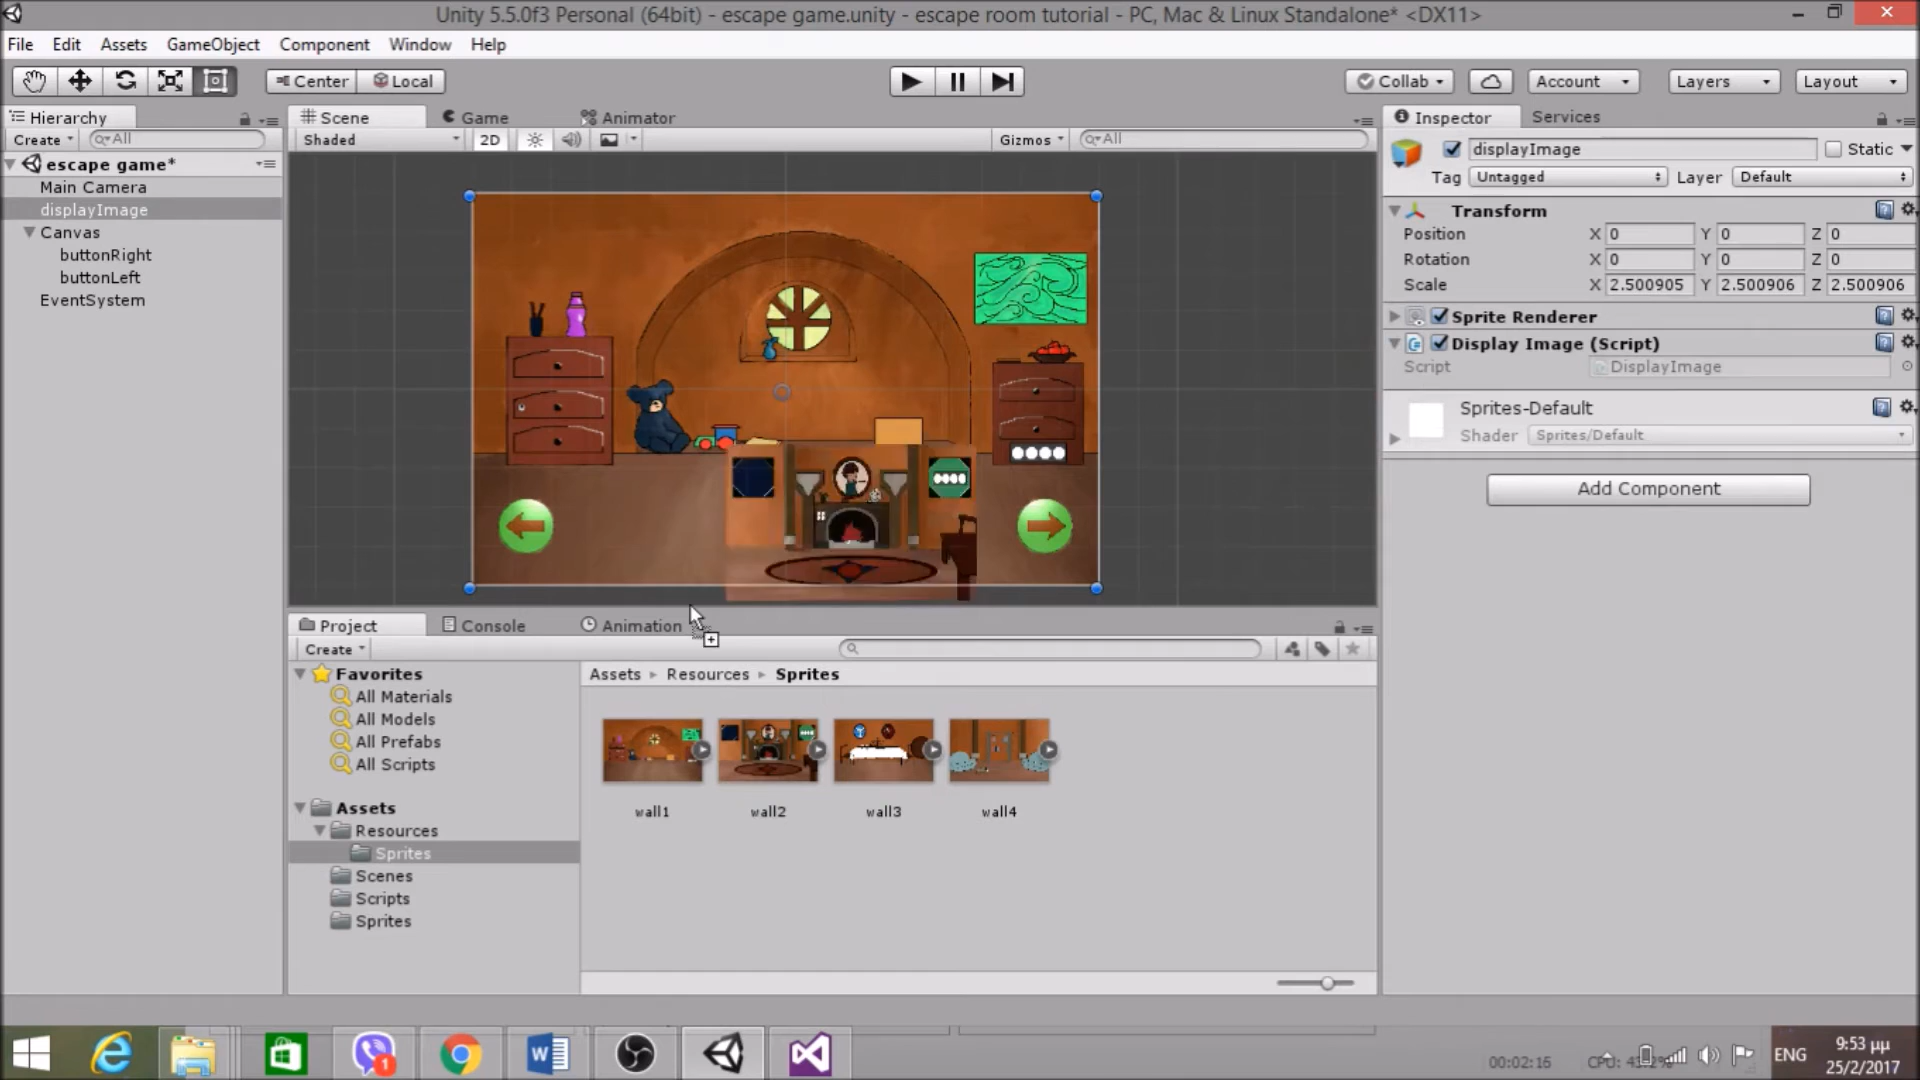 Unity 5.5.0f3 Personal (64bit) - escape game.unity - escape room tutorial - PC, Mac & Linux Standalone* <DX11>
File Edit Assets GameObject Component Window Help
Center Local Collab Account Layers Layout
Hierarchy Scene Game Animator Inspector Services
Create All Shaded 2D Gizmos All displayImage Static
escape game*
Tag Untagged Layer Default
Main Camera
displayImage Transform
Canvas Position X 0 Y 0 Z 0
buttonRight Rotation X 0 Y 0 Z 0
buttonLeft Scale X 2.500905 Y 2.500906 Z 2.500906
EventSystem
Sprite Renderer
Display Image (Script)
Script DisplayImage
Sprites-Default
Shader Sprites/Default
Add Component
Project Console Animation
Create
Favorites Assets Resources Sprites
All Materials
All Models
All Prefabs
All Scripts
Assets wall1 wall2 wall3 wall4
Resources
Sprites
Scenes
Scripts
Sprites
ENG 9:53 μμ
00:02:16 25/2/2017